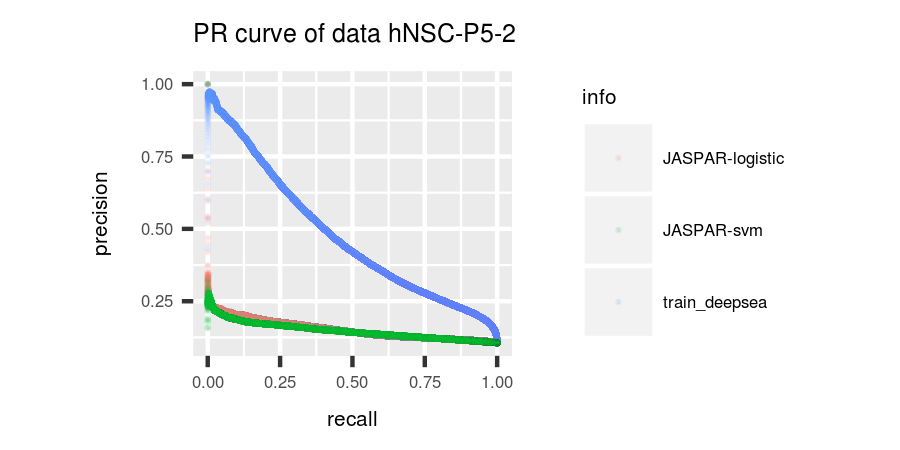 PR curve of data hNSC-P5-2
precision
1.00
0.75
0.50
0.25
0.00 0.25 0.50 0.75 1.00
recall
info
JASPAR-logistic
JASPAR-svm
train_deepsea